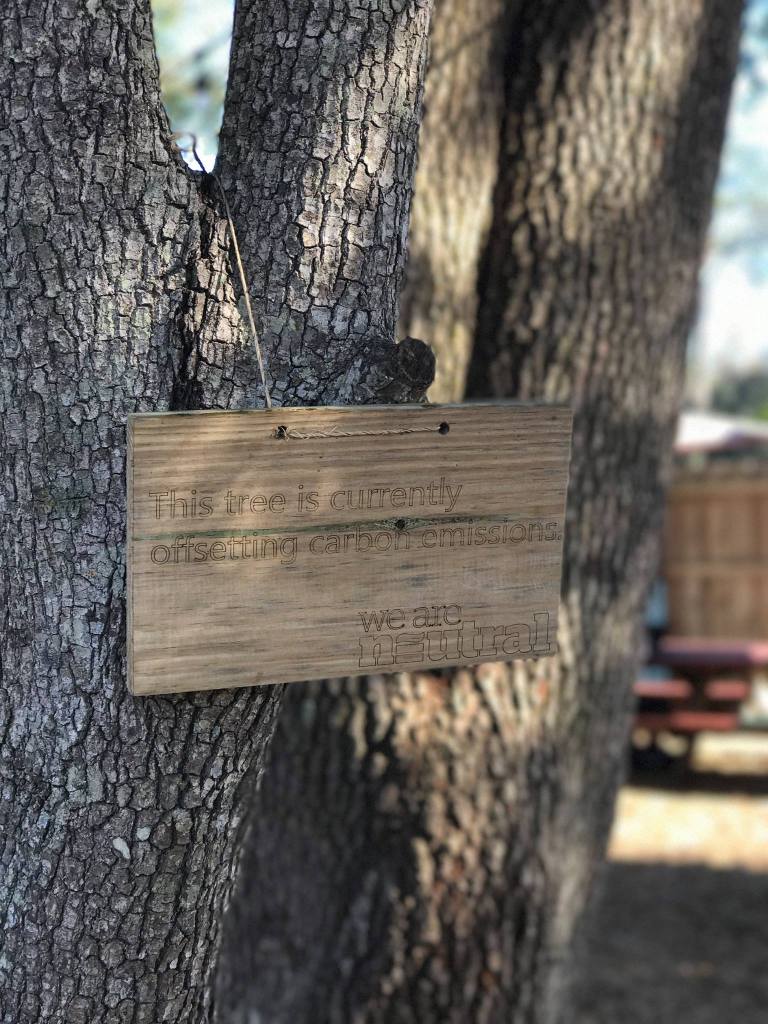 This tree is currently
offsetting carbon emissions.
we are
neutral